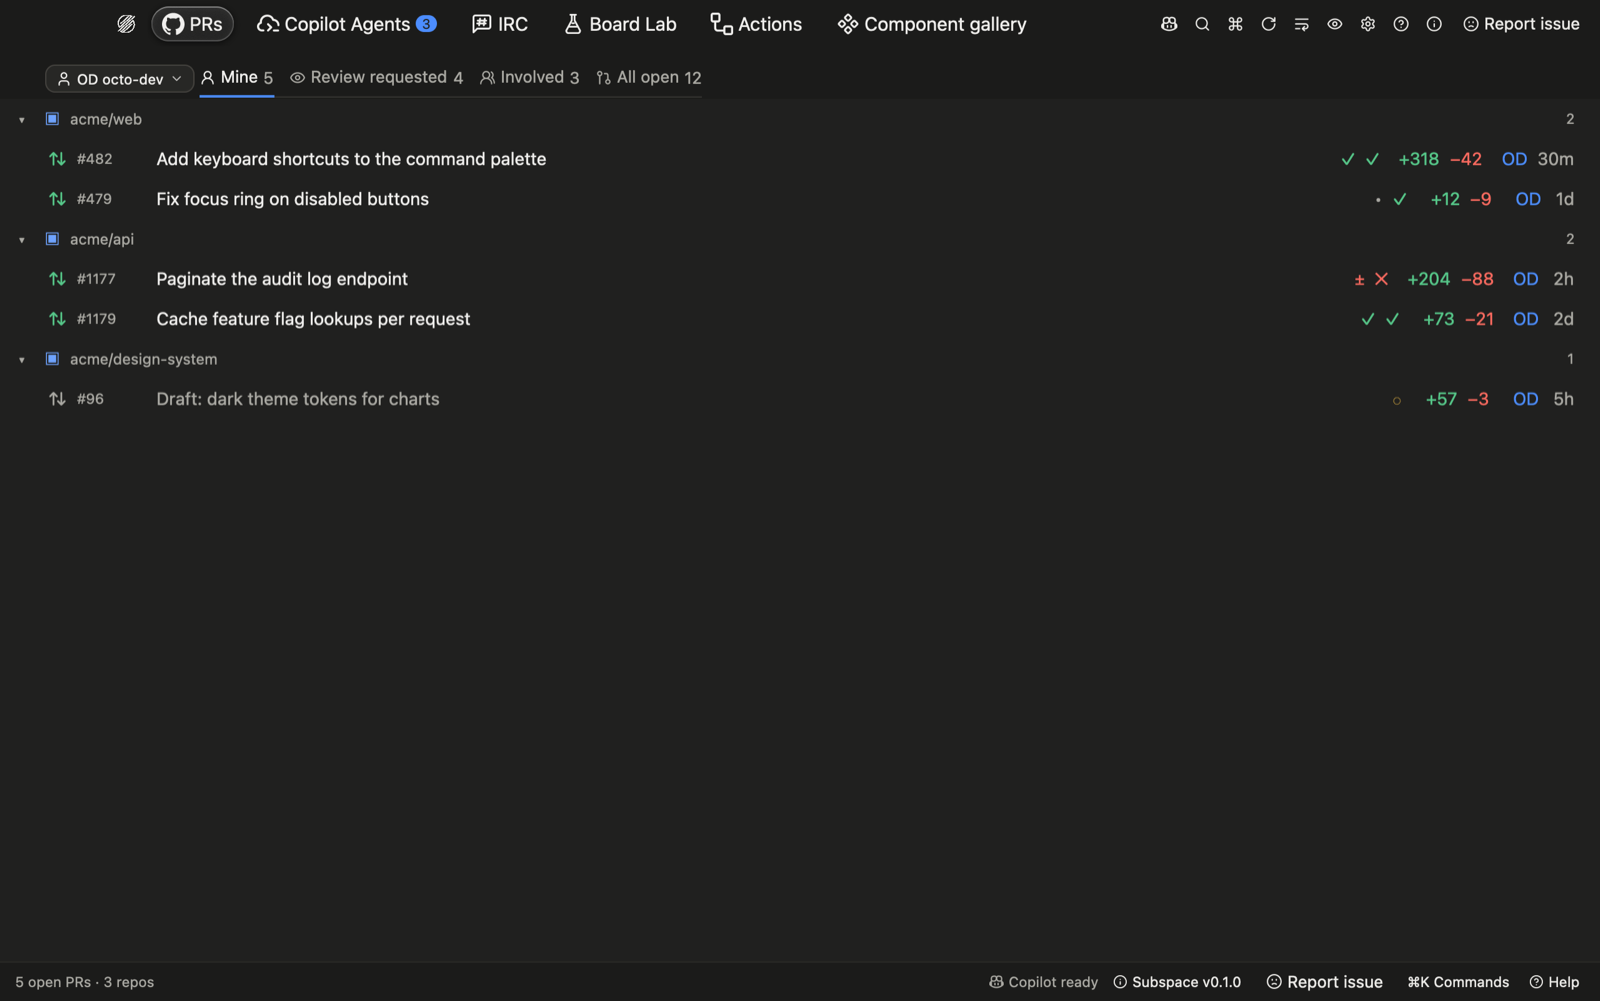 PRs Copilot Agents 3 IRC Board Lab Actions Component gallery Report issue
OD octo-dev Mine 5 Review requested 4 Involved 3 All open 12
acme/web 2
#482 Add keyboard shortcuts to the command palette +318 −42 OD 30m
#479 Fix focus ring on disabled buttons +12 −9 OD 1d
acme/api 2
#1177 Paginate the audit log endpoint ± +204 −88 OD 2h
#1179 Cache feature flag lookups per request +73 −21 OD 2d
acme/design-system 1
#96 Draft: dark theme tokens for charts +57 −3 OD 5h
5 open PRs · 3 repos Copilot ready Subspace v0.1.0 Report issue ⌘K Commands Help